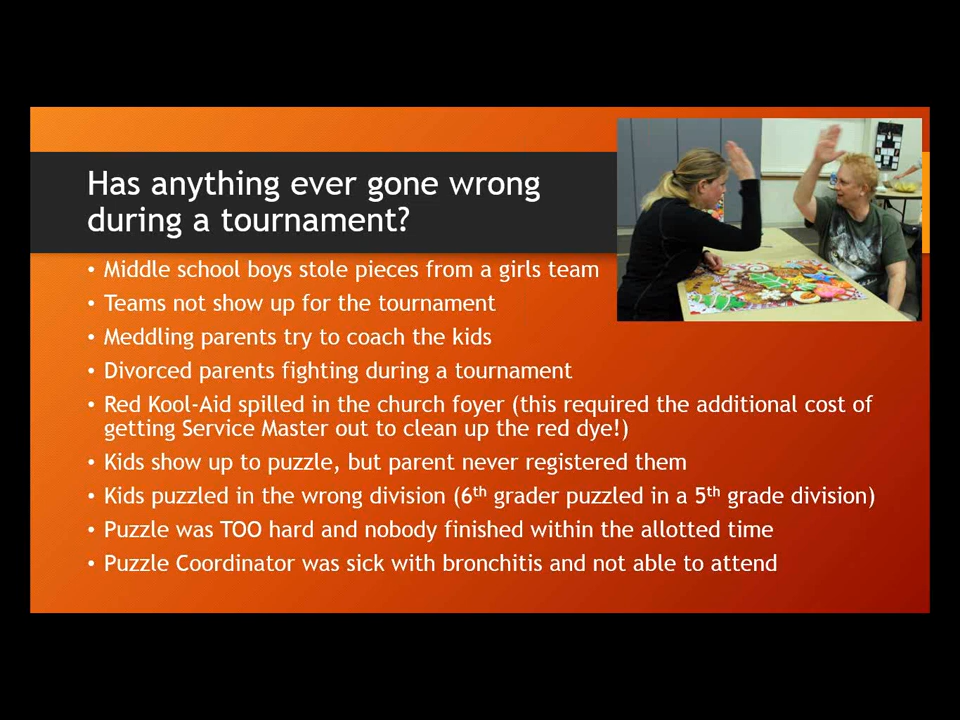 Has anything ever gone wrong
during a tournament?
• Middle school boys stole pieces from a girls team
• Teams not show up for the tournament
• Meddling parents try to coach the kids
• Divorced parents fighting during a tournament
• Red Kool-Aid spilled in the church foyer (this required the additional cost of
getting Service Master out to clean up the red dye!)
• Kids show up to puzzle, but parent never registered them
• Kids puzzled in the wrong division (6th grader puzzled in a 5th grade division)
• Puzzle was TOO hard and nobody finished within the allotted time
• Puzzle Coordinator was sick with bronchitis and not able to attend